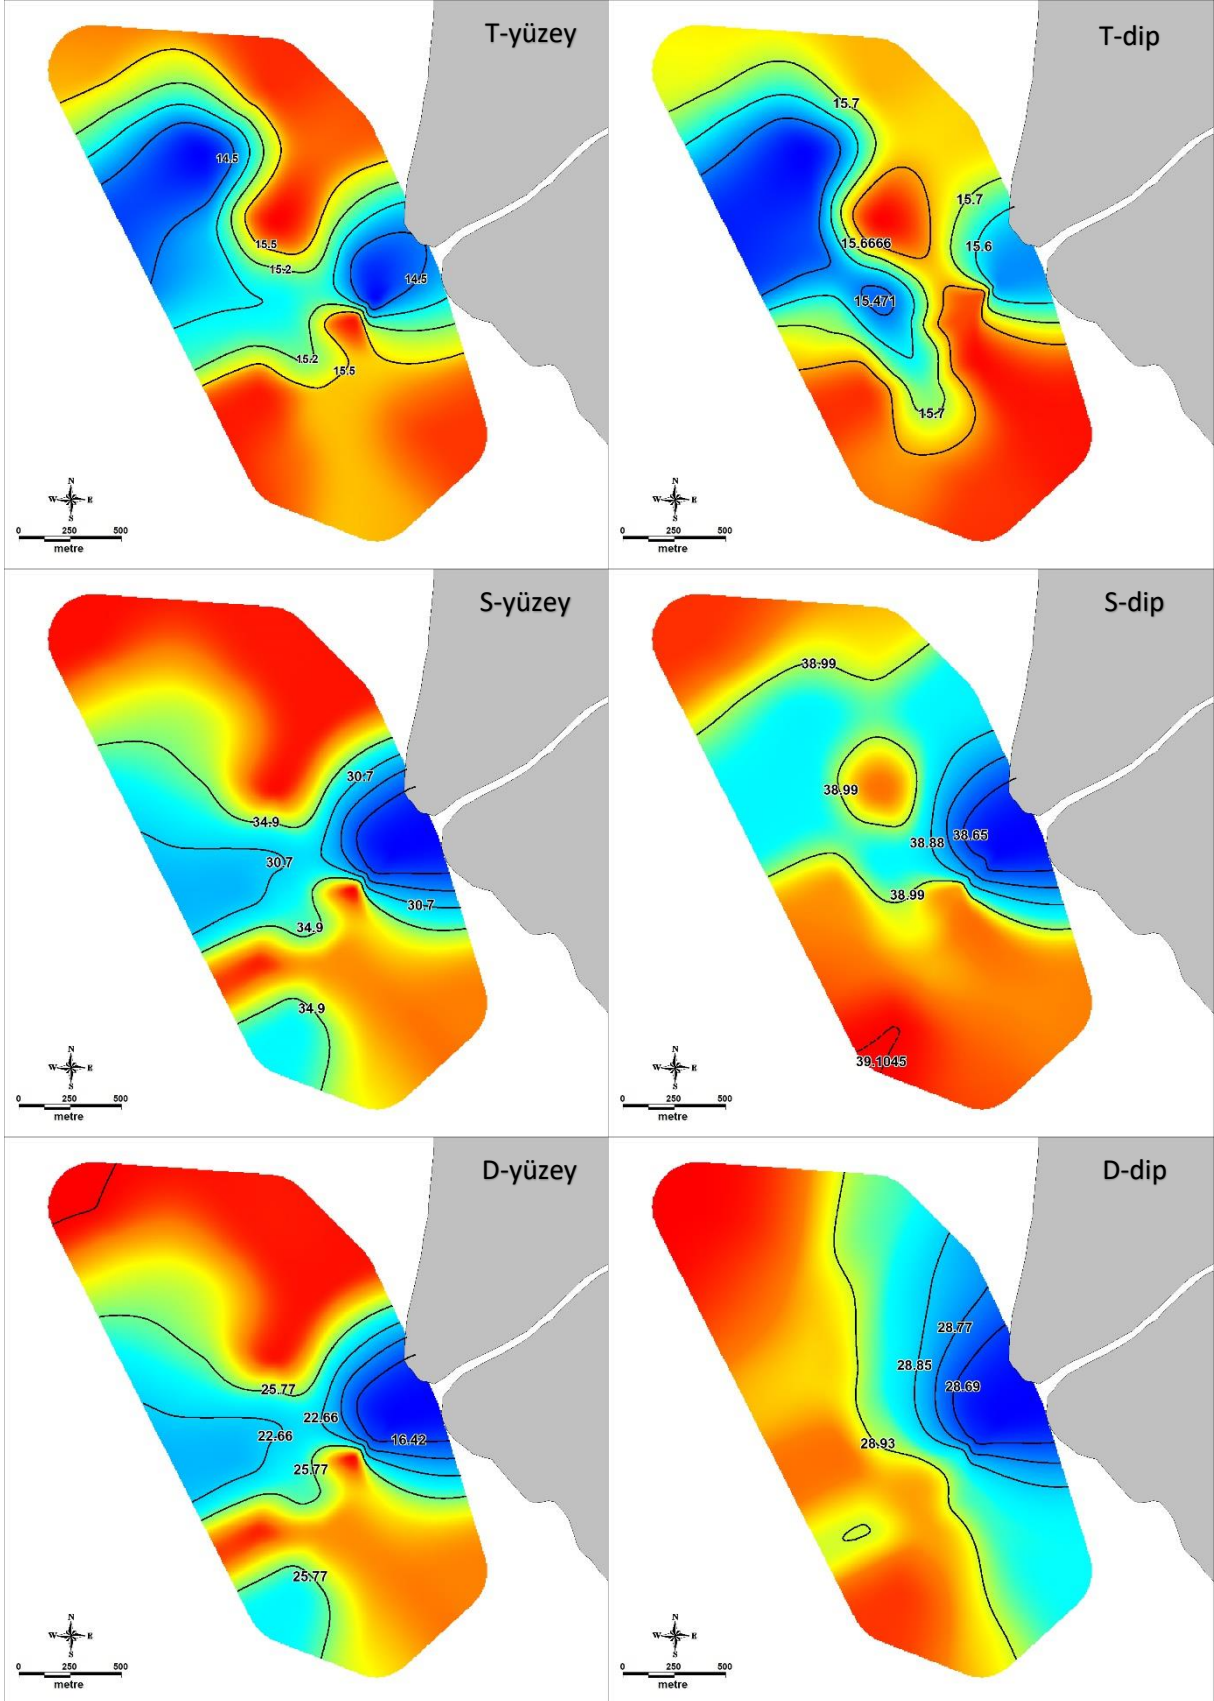 T-yüzey
14.5
15.5
15.2
14.5
15.2
15.5
N
W E
S
0 250 500
metre
T-dip
15.7
15.7
15.6666
15.6
15.471
15.7
N
W E
S
0 250 500
metre
S-yüzey
30.7
34.9
30.7
30.7
34.9
34.9
N
W E
S
0 250 500
metre
S-dip
38.99
38.99
38.65
38.88
38.99
39.1045
N
W E
S
0 250 500
metre
D-yüzey
25.77
22.66
22.66
16.42
25.77
25.77
N
W E
S
0 250 500
metre
D-dip
28.77
28.85
28.69
28.93
N
W E
S
0 250 500
metre